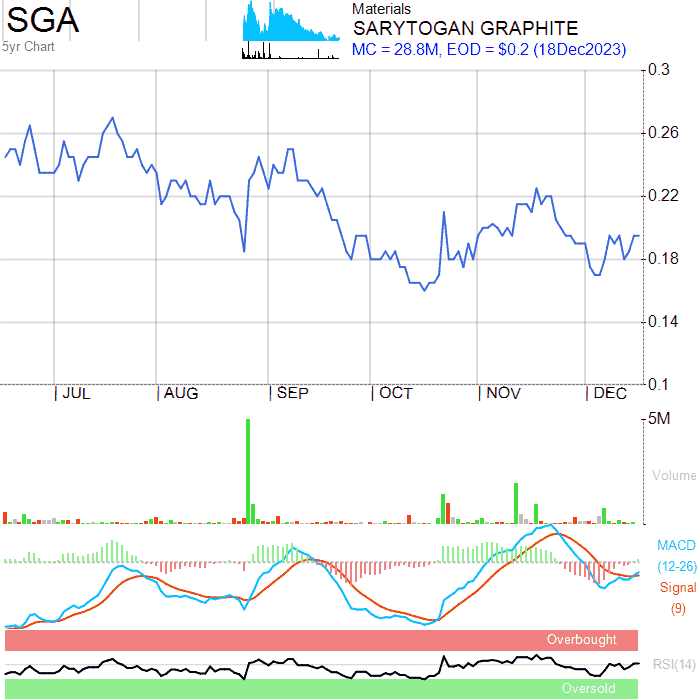 SGA
5yr Chart
Materials
SARYTOGAN GRAPHITE
MC = 28.8M, EOD = $0.2 (18Dec2023)
0.3
0.26
0.22
0.18
0.14
0.1
JUL AUG SEP OCT NOV DEC
5M
Volume
MACD
(12-26)
Signal
(9)
Overbought
RSI(14)
Oversold